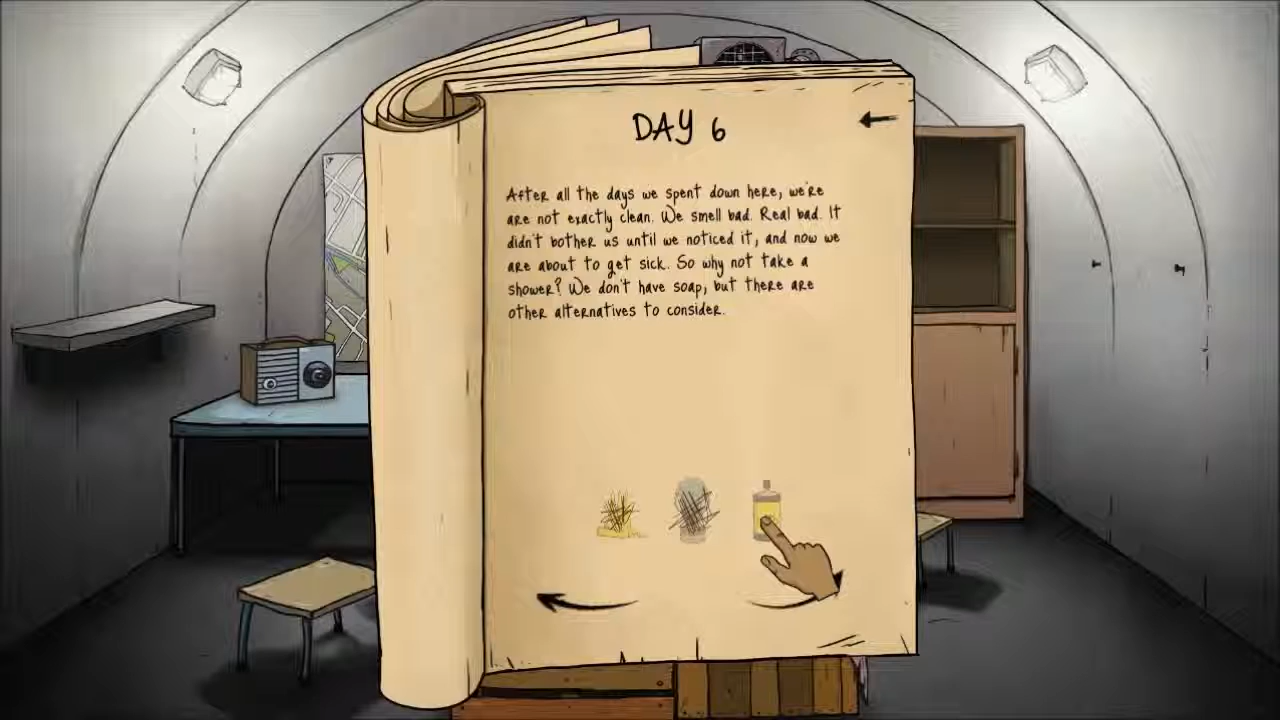 DAY 6
After all the days we spent down here, we're
are not exactly clean. We smell bad. Real bad. It
didn't bother us until we noticed it, and now we
are about to get sick. So why not take a
shower? We don't have soap, but there are
other alternatives to consider.